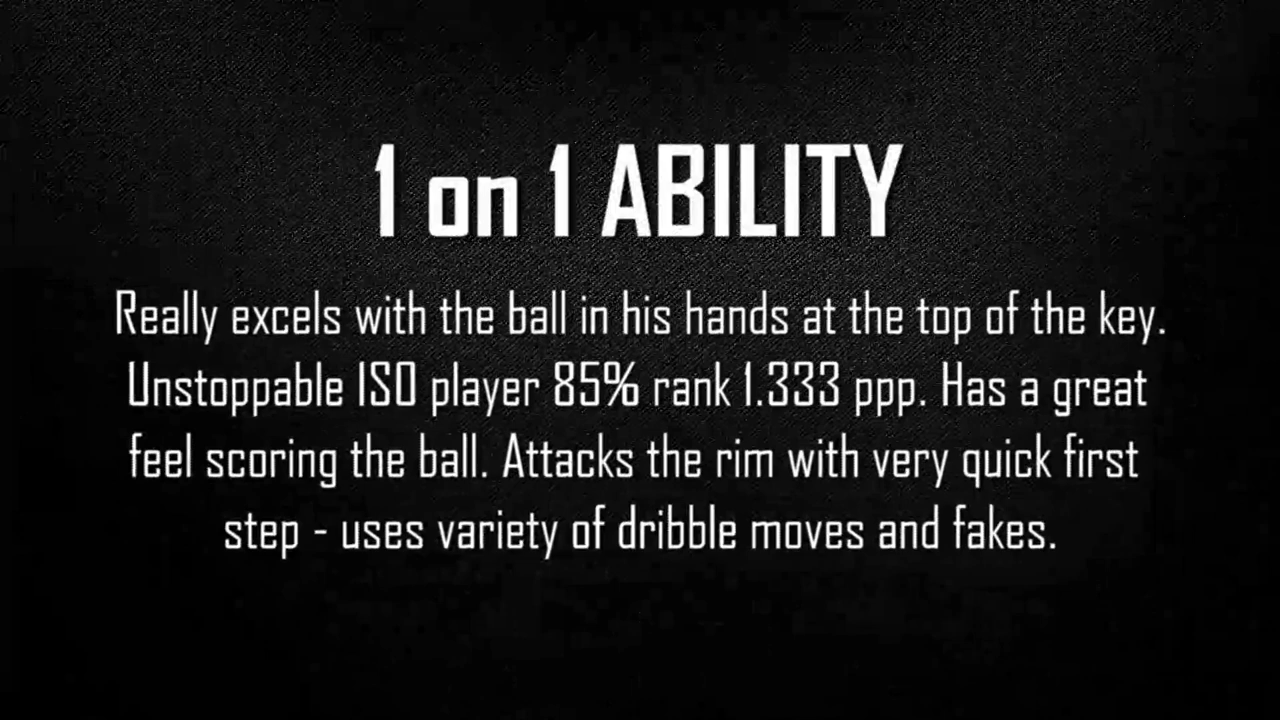 1 on 1 ABILITY
Really excels with the ball in his hands at the top of the key.
Unstoppable ISO player 85% rank 1.333 ppp. Has a great
feel scoring the ball. Attacks the rim with very quick first
step - uses variety of dribble moves and fakes.